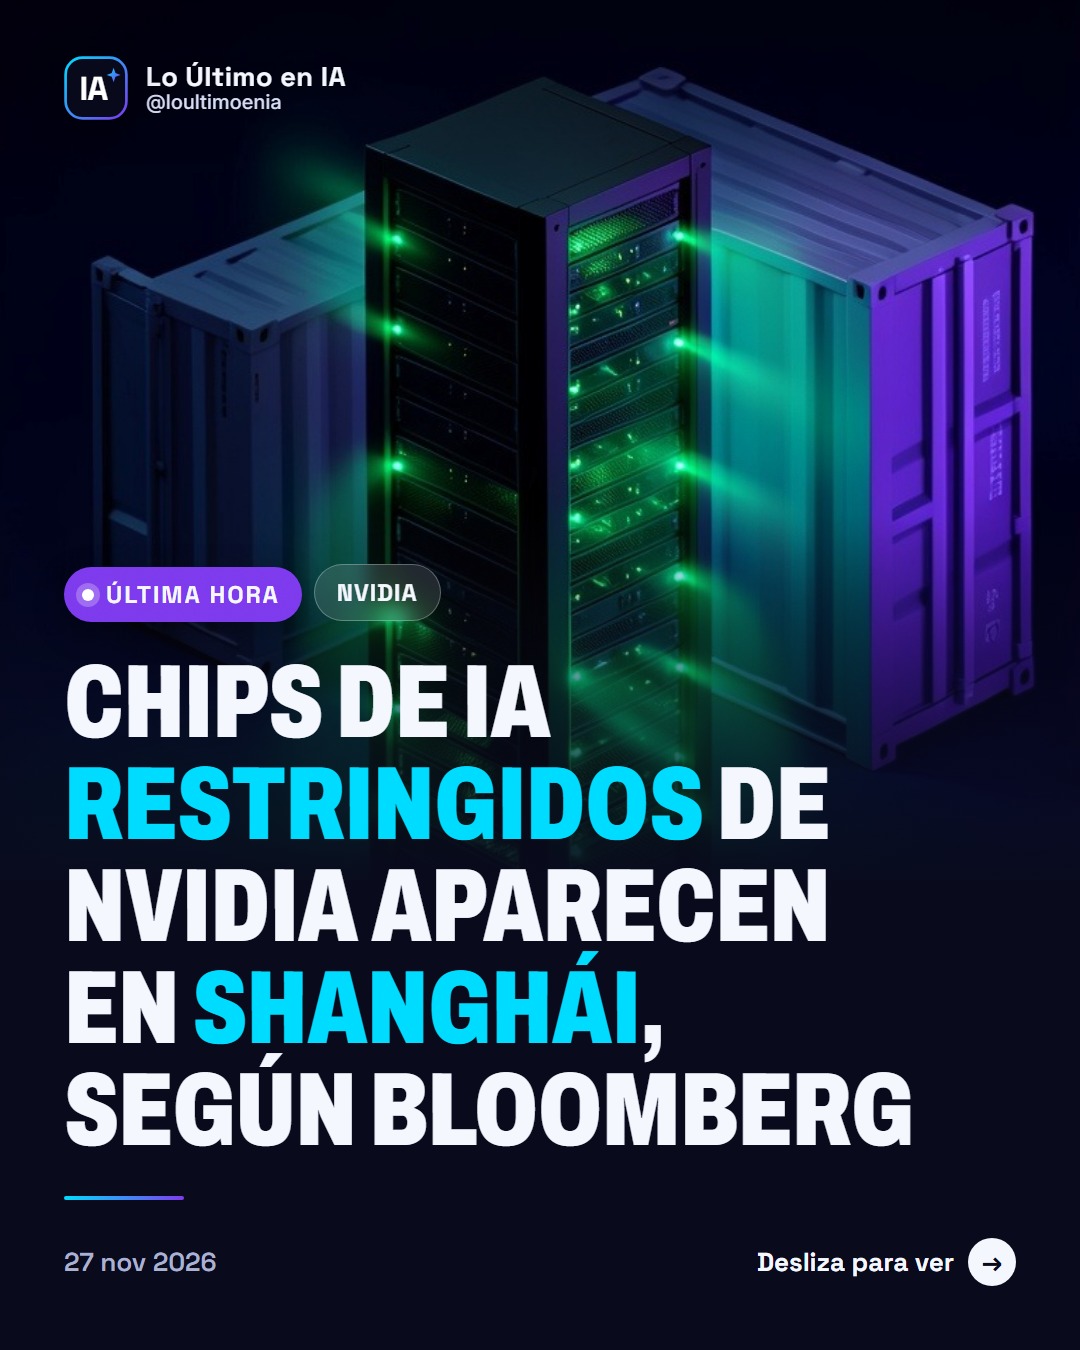 IA
Lo Último en IA
@loultimoenia
ÚLTIMA HORA
NVIDIA
CHIPS DE IA
RESTRINGIDOS DE
NVIDIA APARECEN
EN SHANGHÁI,
SEGÚN BLOOMBERG
27 nov 2026
Desliza para ver →